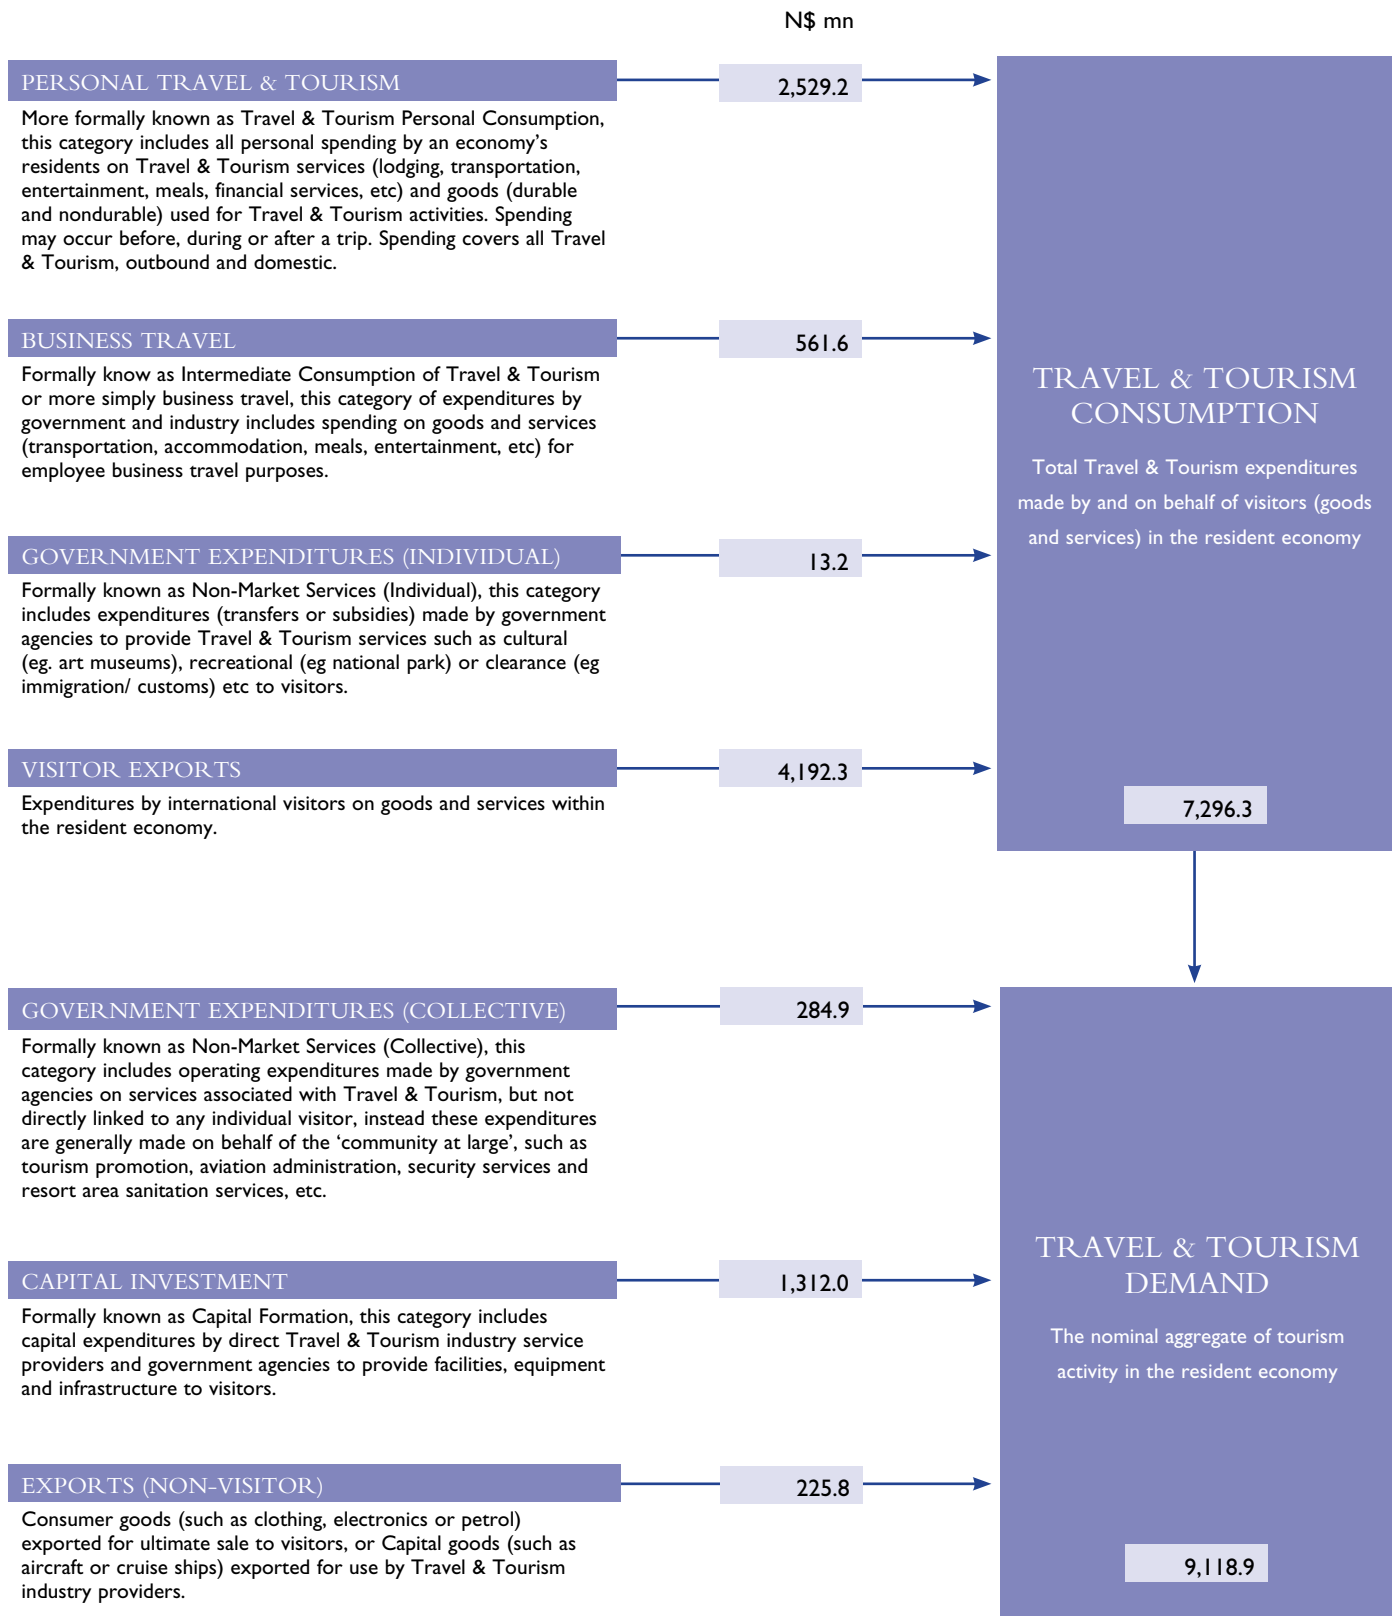 N$ mn
PERSONAL TRAVEL & TOURISM
2,529.2
More formally known as Travel & Tourism Personal Consumption,
this category includes all personal spending by an economy's
residents on Travel & Tourism services (lodging, transportation,
entertainment, meals, financial services, etc) and goods (durable
and nondurable) used for Travel & Tourism activities. Spending
may occur before, during or after a trip. Spending covers all Travel
& Tourism, outbound and domestic.
BUSINESS TRAVEL
561.6
Formally know as Intermediate Consumption of Travel & Tourism
or more simply business travel, this category of expenditures by
government and industry includes spending on goods and services
(transportation, accommodation, meals, entertainment, etc) for
employee business travel purposes.
GOVERNMENT EXPENDITURES (INDIVIDUAL)
13.2
Formally known as Non-Market Services (Individual), this category
includes expenditures (transfers or subsidies) made by government
agencies to provide Travel & Tourism services such as cultural
(eg. art museums), recreational (eg national park) or clearance (eg
immigration/ customs) etc to visitors.
VISITOR EXPORTS
4,192.3
Expenditures by international visitors on goods and services within
the resident economy.
TRAVEL & TOURISM
CONSUMPTION
Total Travel & Tourism expenditures
made by and on behalf of visitors (goods
and services) in the resident economy
7,296.3
GOVERNMENT EXPENDITURES (COLLECTIVE)
284.9
Formally known as Non-Market Services (Collective), this
category includes operating expenditures made by government
agencies on services associated with Travel & Tourism, but not
directly linked to any individual visitor, instead these expenditures
are generally made on behalf of the ‘community at large’, such as
tourism promotion, aviation administration, security services and
resort area sanitation services, etc.
CAPITAL INVESTMENT
1,312.0
Formally known as Capital Formation, this category includes
capital expenditures by direct Travel & Tourism industry service
providers and government agencies to provide facilities, equipment
and infrastructure to visitors.
EXPORTS (NON-VISITOR)
225.8
Consumer goods (such as clothing, electronics or petrol)
exported for ultimate sale to visitors, or Capital goods (such as
aircraft or cruise ships) exported for use by Travel & Tourism
industry providers.
TRAVEL & TOURISM
DEMAND
The nominal aggregate of tourism
activity in the resident economy
9,118.9